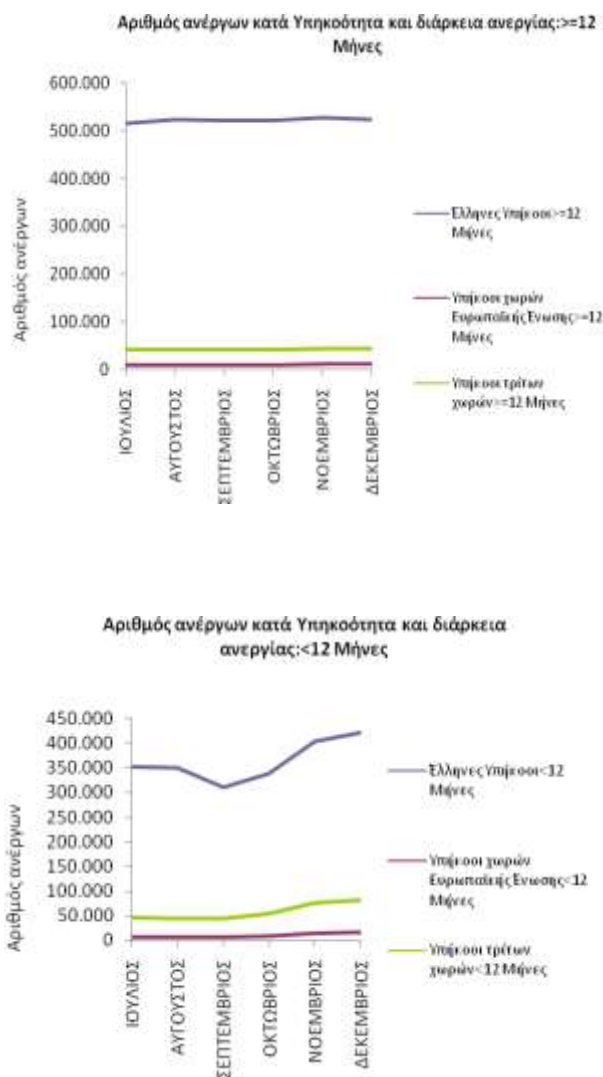 Αριθμός ανέργων κατά Υπηκοότητα και διάρκεια ανεργία:>=12
Μήνες
600.000
500.000
400.000
300.000
200.000
100.000
0
Αριθμός ανέργων
ΙΟΥΛΙΟΣ
ΑΥΓΟΥΣΤΟΣ
ΣΕΠΤΕΜΒΡΙΟΣ
ΟΚΤΩΒΡΙΟΣ
ΝΟΕΜΒΡΙΟΣ
ΔΕΚΕΜΒΡΙΟΣ
Έλληνες Υπήκοοι>=12
Μήνες
Υπήκοοι χωρών
Ευρωπαϊκής Ένωσης>=12
Μήνες
Υπήκοοι τρίτων
χωρών>=12 Μήνες
Αριθμός ανέργων κατά Υπηκοότητα και διάρκεια
ανεργίας:<12 Μήνες
450.000
400.000
350.000
300.000
250.000
200.000
150.000
100.000
50.000
0
Αριθμός ανέργων
ΙΟΥΛΙΟΣ
ΑΥΓΟΥΣΤΟΣ
ΣΕΠΤΕΜΒΡΙΟΣ
ΟΚΤΩΒΡΙΟΣ
ΝΟΕΜΒΡΙΟΣ
ΔΕΚΕΜΒΡΙΟΣ
Έλληνες Υπήκοοι<12
Μήνες
Υπήκοοι χωρών
Ευρωπαϊκής Ένωσης<12
Μήνες
Υπήκοοι τρίτων
χωρών<12 Μήνες